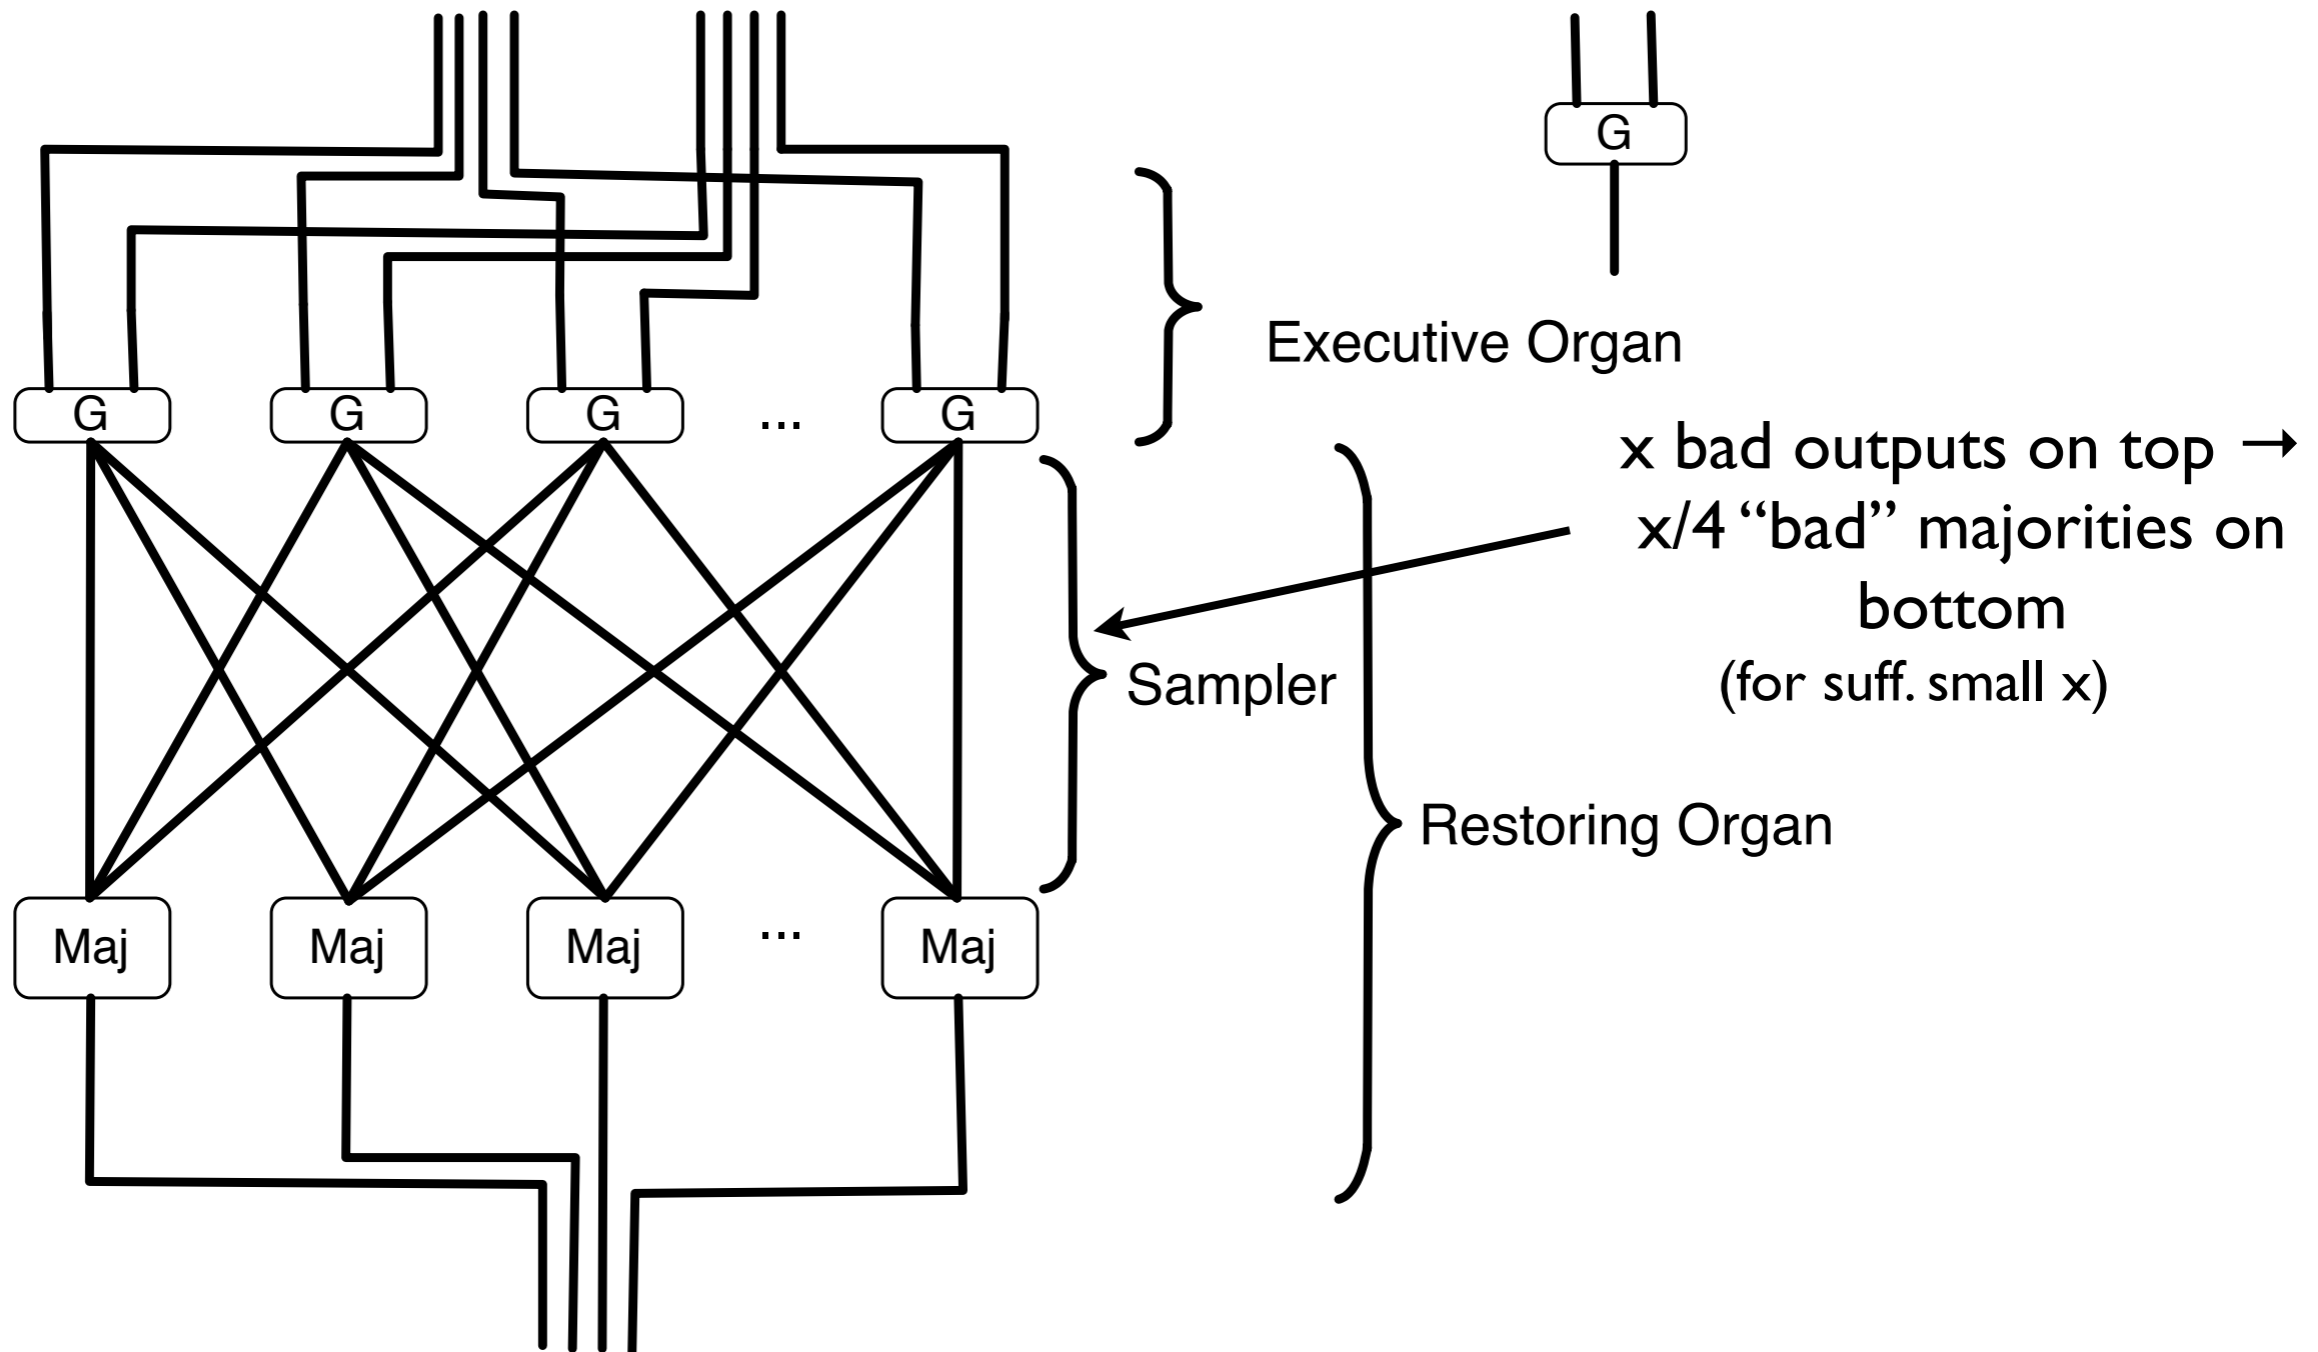 G
Executive Organ
G G G ... G
x bad outputs on top →
x/4 “bad” majorities on
bottom
(for suff. small x)
Sampler
Restoring Organ
Maj Maj Maj ... Maj